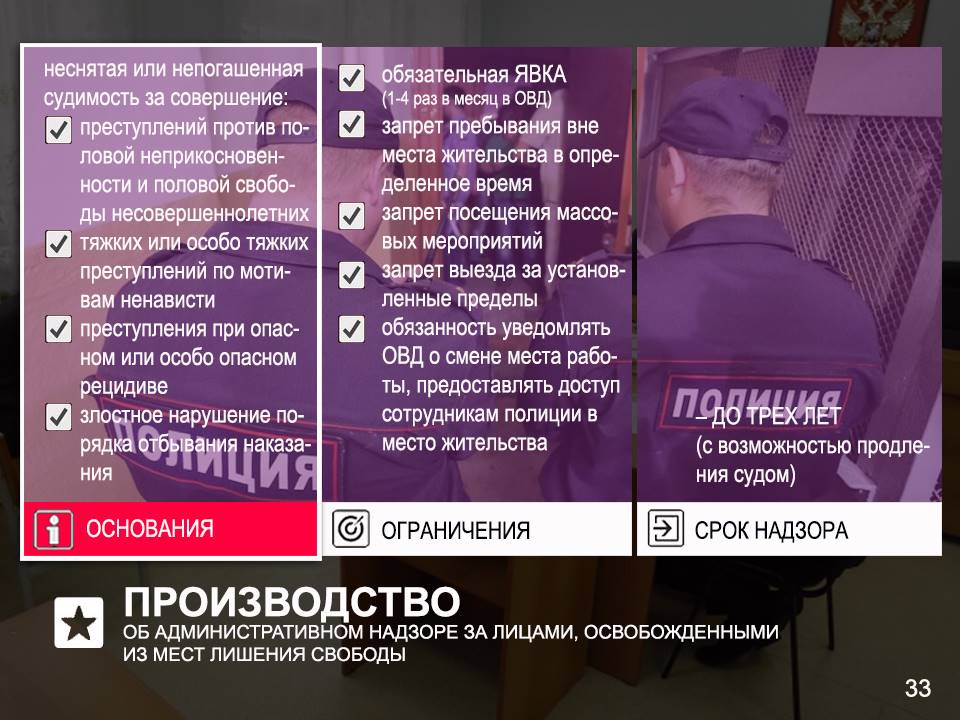 неснятая или непогашенная
судимость за совершение:
преступлений против по-
ловой неприкосновен-
ности и половой свобо-
ды несовершеннолетних
тяжких или особо тяжких
преступлений по моти-
вам ненависти
преступления при опас-
ном или особо опасном
рецидиве
злостное нарушение по-
рядка отбывания наказа-
ния
ПОЛИЦИЯ
ОСНОВАНИЯ
обязательная ЯВКА
(1-4 раз в месяц в ОВД)
запрет пребывания вне
места жительства в опре-
деленное время
запрет посещения массо-
вых мероприятий
запрет выезда за установ-
ленные пределы
обязанность уведомлять
ОВД о смене места рабо-
ты, предоставлять доступ
сотрудникам полиции в
место жительства
ОГРАНИЧЕНИЯ
ПОЛИЦИЯ
– ДО ТРЕХ ЛЕТ
(с возможностью продле-
ния судом)
СРОК НАДЗОРА
ПРОИЗВОДСТВО
ОБ АДМИНИСТРАТИВНОМ НАДЗОРЕ ЗА ЛИЦАМИ, ОСВОБОЖДЕННЫМИ
ИЗ МЕСТ ЛИШЕНИЯ СВОБОДЫ
33